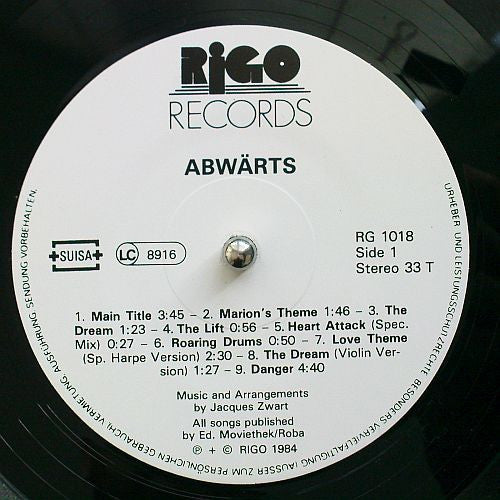 RiGO
RECORDS
ABWÄRTS
SUISA
LC 8916
RG 1018
Side 1
Stereo 33 T
1. Main Title 3:45 – 2. Marion's Theme 1:46 – 3. The
Dream 1:23 – 4. The Lift 0:56 – 5. Heart Attack (Spec.
Mix) 0:27 – 6. Roaring Drums 0:50 – 7. Love Theme
(Sp. Harpe Version) 2:30 – 8. The Dream (Violin Ver-
sion) 1:27 – 9. Danger 4:40
Music and Arrangements
by Jacques Zwart
All songs published
by Ed. Moviethek/Roba
℗ + © RIGO 1984
URHEBER UND LEISTUNGSSCHUTZRECHTE BESONDERS VERVIELFÄLTIGUNG (AUSSER ZUM PERSÖNLICHEN GEBRAUCH), VERMIETUNG, AUSFÜHRUNG, SENDUNG VORBEHALTEN.